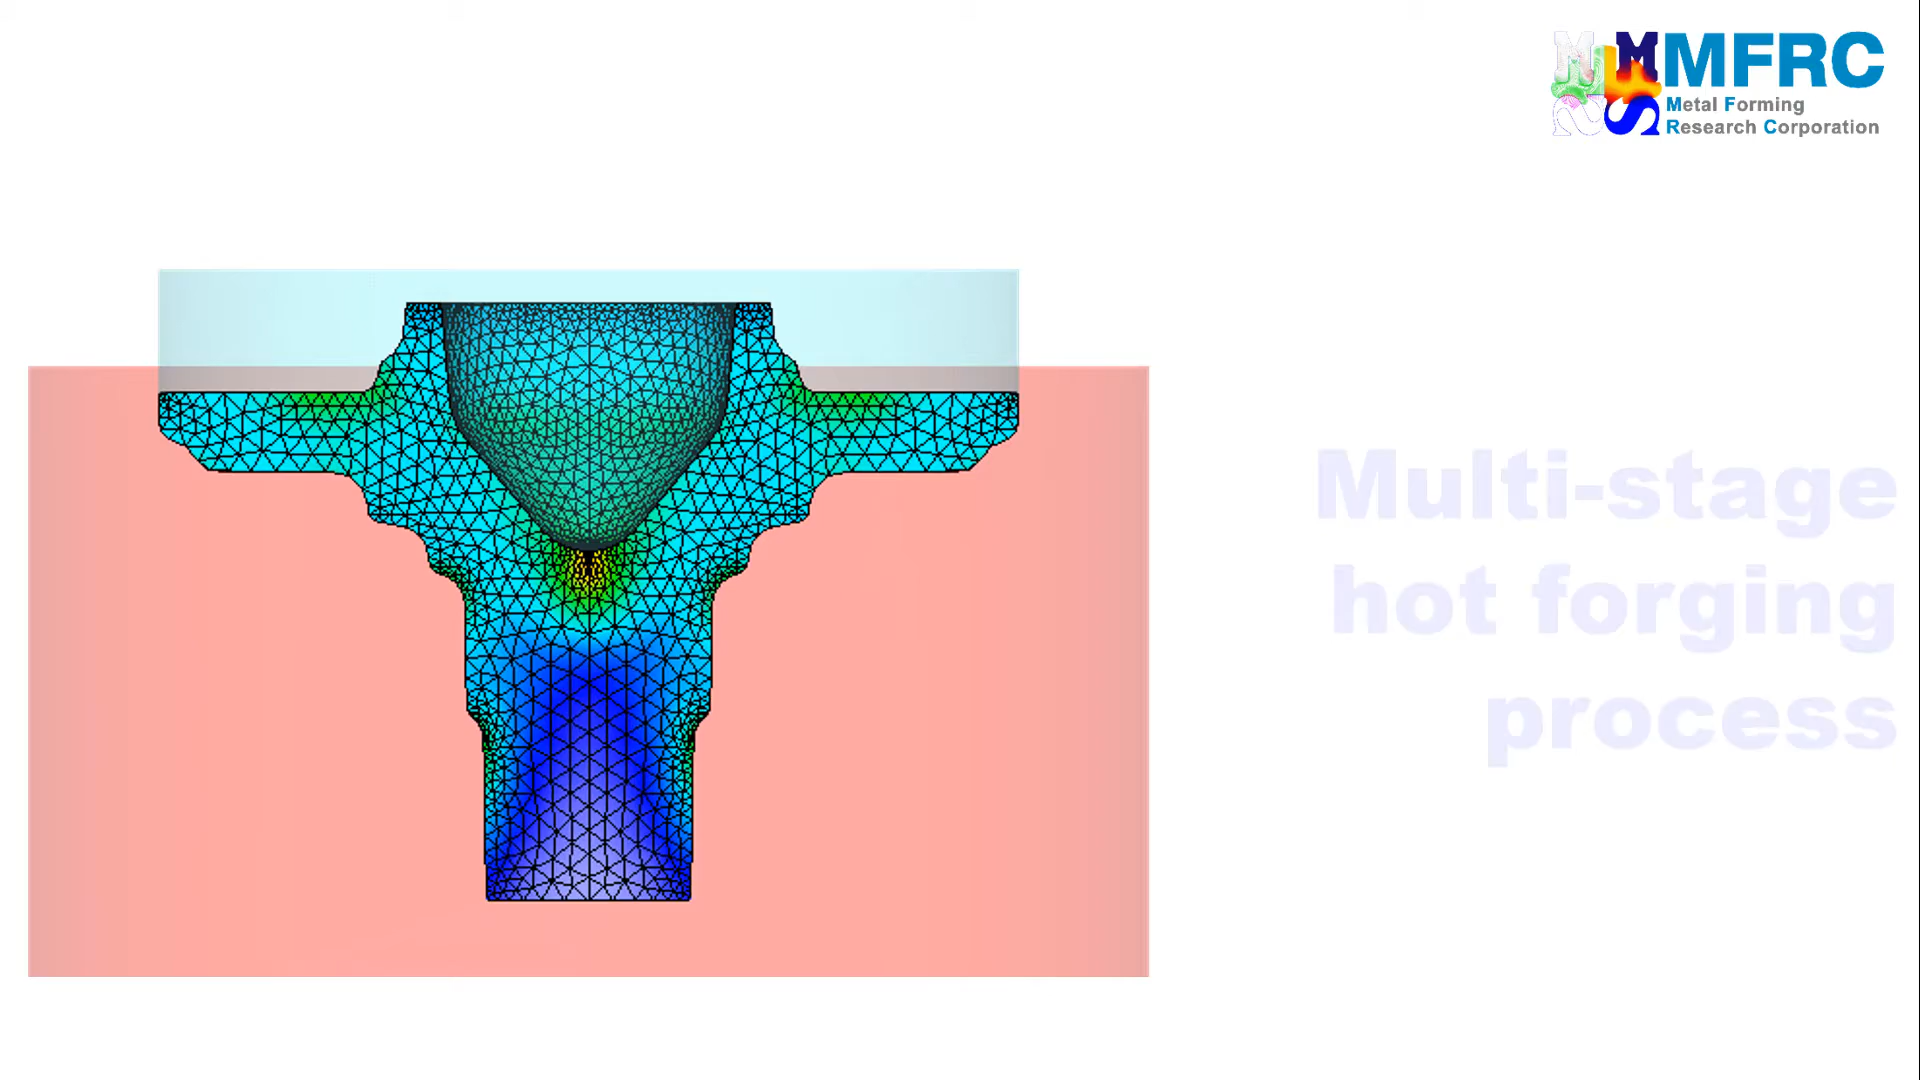 MFRC
Metal Forming
Research Corporation
Multi-stage
hot forging
process